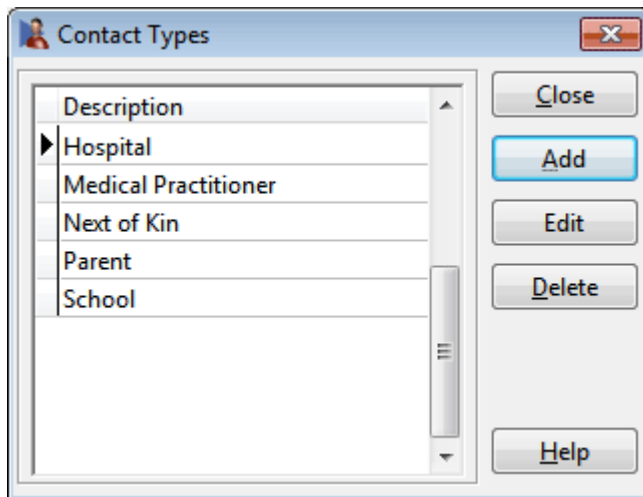 Contact Types
Description
Hospital
Medical Practitioner
Next of Kin
Parent
School
Close
Add
Edit
Delete
Help